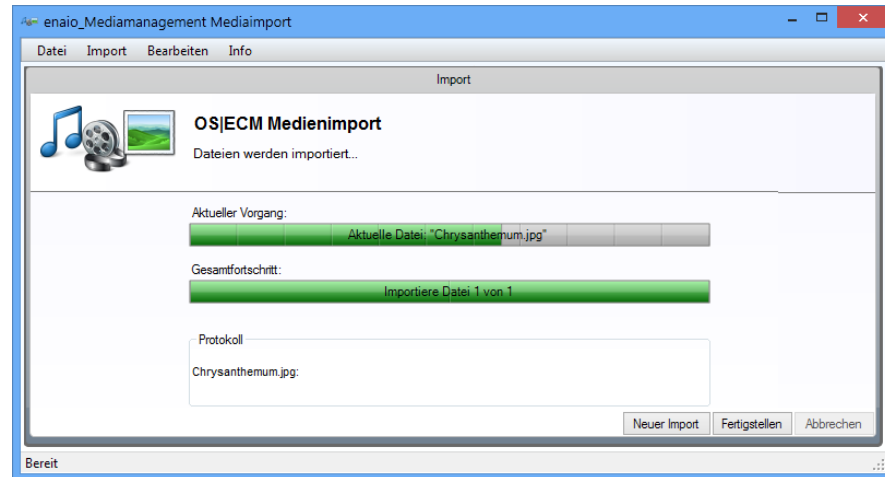 enaio_Mediamanagement Mediaimport
Datei Import Bearbeiten Info
Import
OS|ECM Medienimport
Dateien werden importiert...
Aktueller Vorgang:
Aktuelle Datei: "Chrysanthemum.jpg"
Gesamtfortschritt:
Importiere Datei 1 von 1
Protokoll
Chrysanthemum.jpg:
Neuer Import Fertigstellen Abbrechen
Bereit